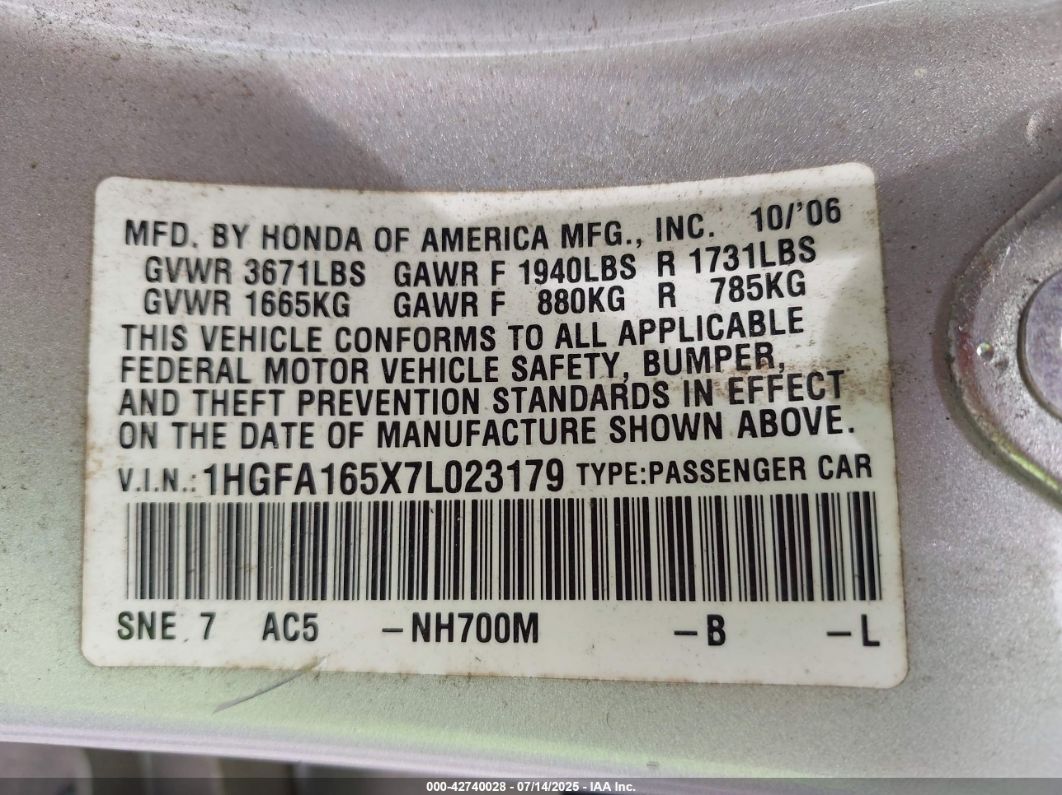 MFD. BY HONDA OF AMERICA MFG., INC. 10/'06
GVWR 3671LBS GAWR F 1940LBS R 1731LBS
GVWR 1665KG GAWR F 880KG R 785KG
THIS VEHICLE CONFORMS TO ALL APPLICABLE
FEDERAL MOTOR VEHICLE SAFETY, BUMPER,
AND THEFT PREVENTION STANDARDS IN EFFECT
ON THE DATE OF MANUFACTURE SHOWN ABOVE.
V.I.N.: 1HGFA165X7L023179 TYPE:PASSENGER CAR
SNE 7 AC5 -NH700M -B -L
000-42740028 - 07/14/2025 - IAA Inc.